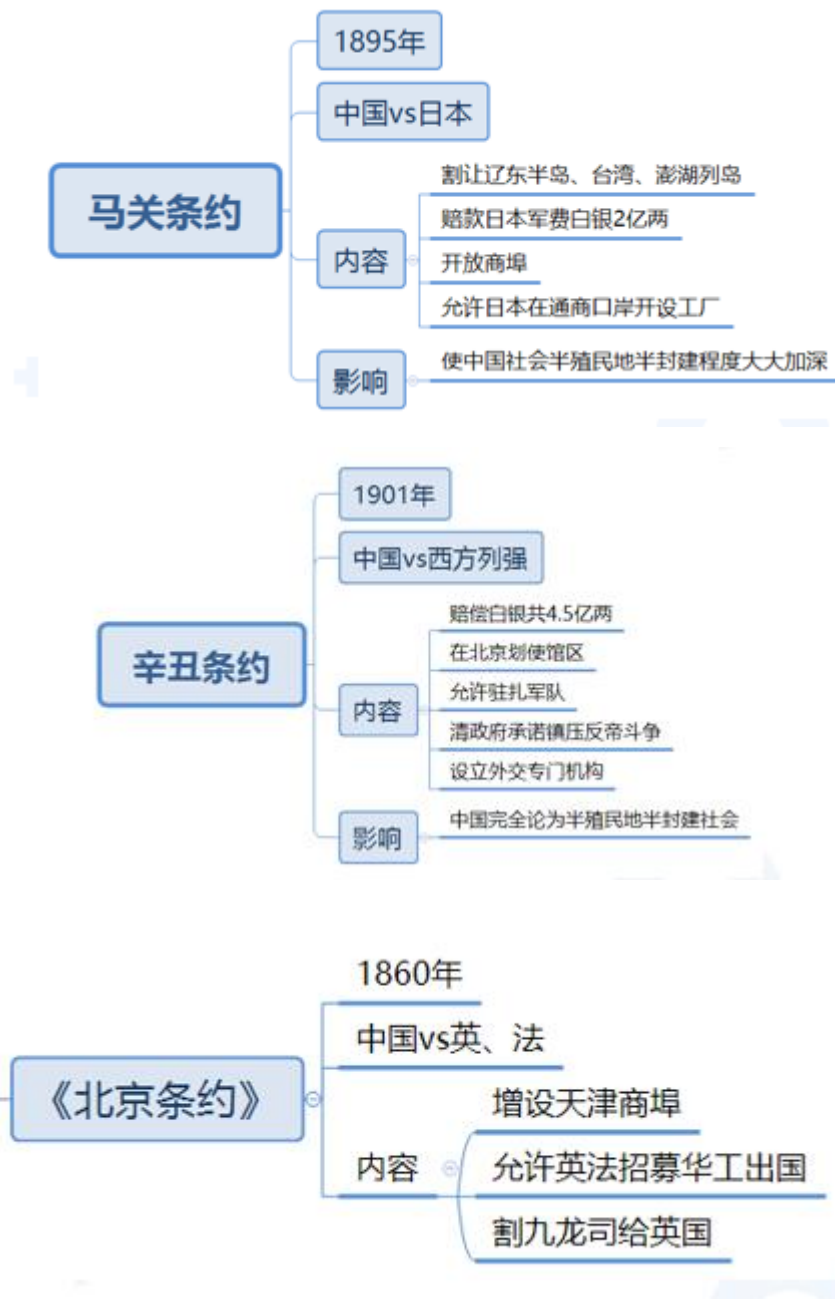 1895年
中国vs日本
马关条约
内容
割让辽东半岛、台湾、澎湖列岛
赔款日本军费白银2亿两
开放商埠
允许日本在通商口岸开设工厂
影响
使中国社会半殖民地半封建程度大大加深
1901年
中国vs西方列强
辛丑条约
内容
赔偿白银共4.5亿两
在北京划使馆区
允许驻扎军队
清政府承诺镇压反帝斗争
设立外交专门机构
影响
中国完全论为半殖民地半封建社会
《北京条约》
1860年
中国vs英、法
内容
增设天津商埠
允许英法招募华工出国
割九龙司给英国